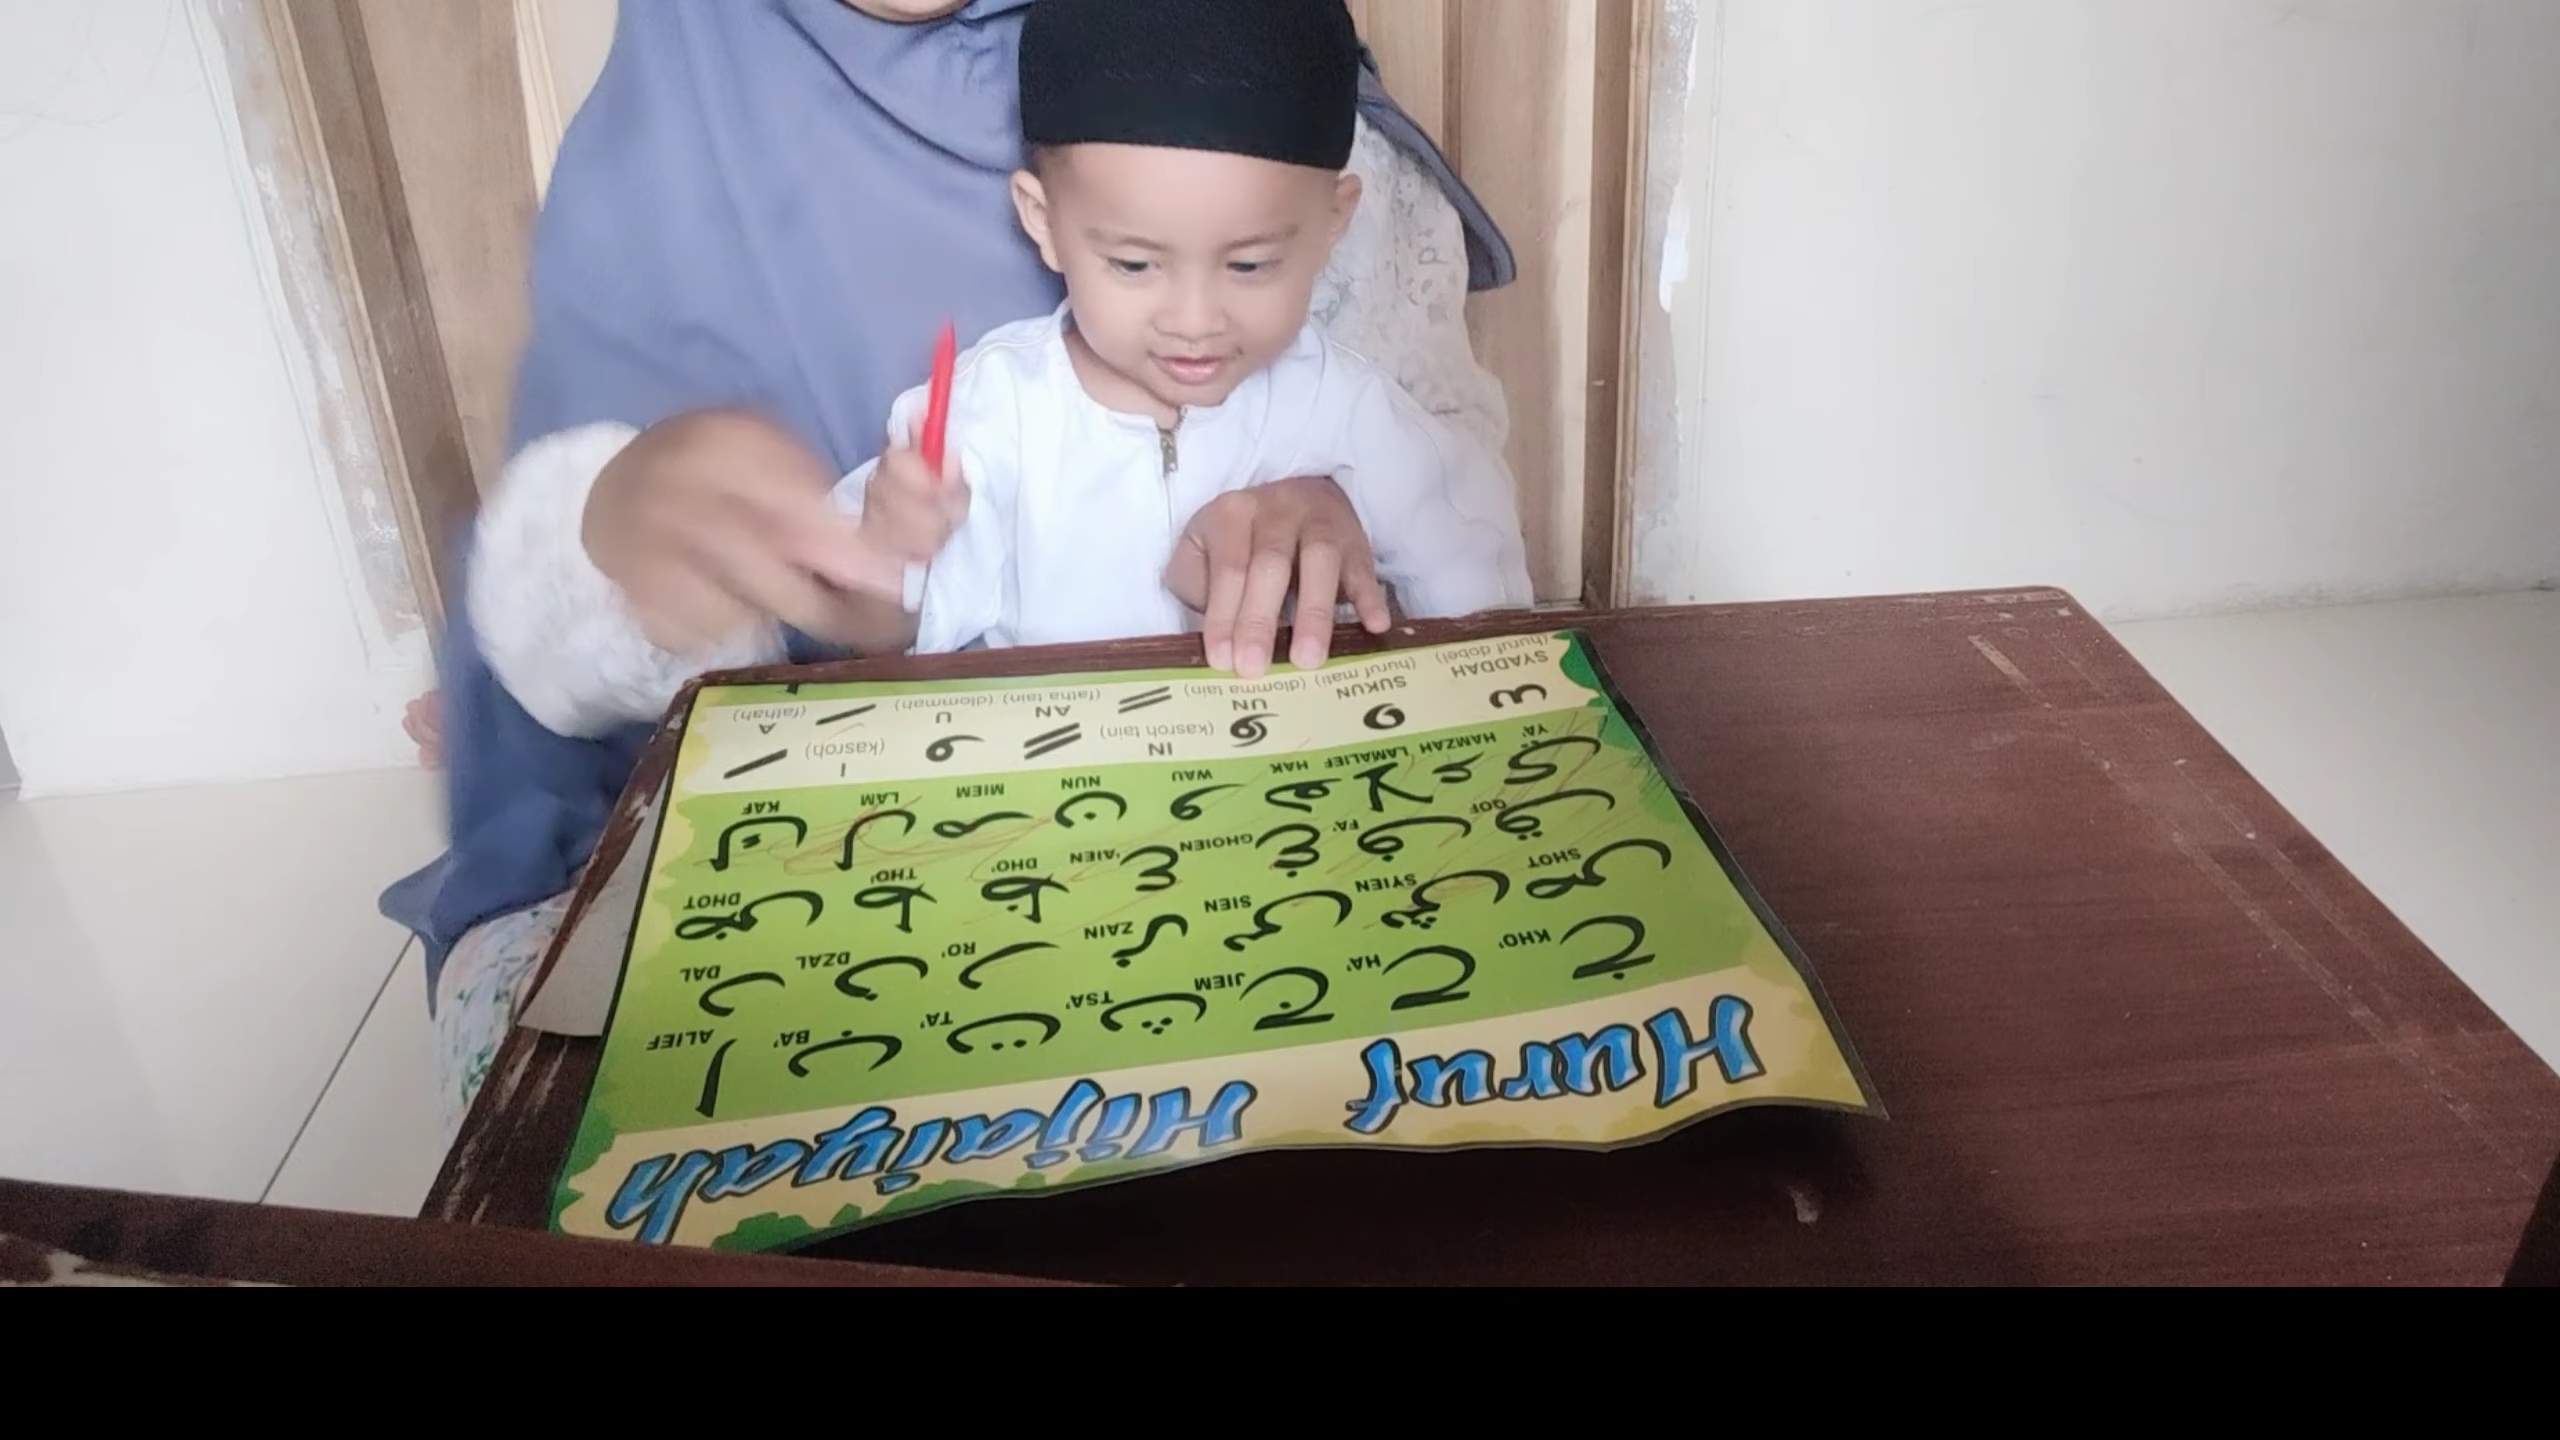 Huruf Hijaiyah
ا ب ت ث ج ح خ
ALIEF BA' TA' TSA' JIEM HA' KHO'
د ذ ر ز س ش ص
DAL DZAL RO' ZAIN SIEN SYIEN SHOT
ض ط ظ ع غ ف ق
DHOT THO' DHO' 'AIEN GHOIEN FA' QOF
ك ل م ن و ه لا ء ي
KAF LAM MIEM NUN WAU HAK LAMALIEF HAMZAH YA'
A (fathah)
I (kasroh)
U (dlommah)
AN (fatha tain)
IN (kasroh tain)
UN (dlomma tain)
SUKUN (huruf mati)
SYADDAH (huruf dobel)